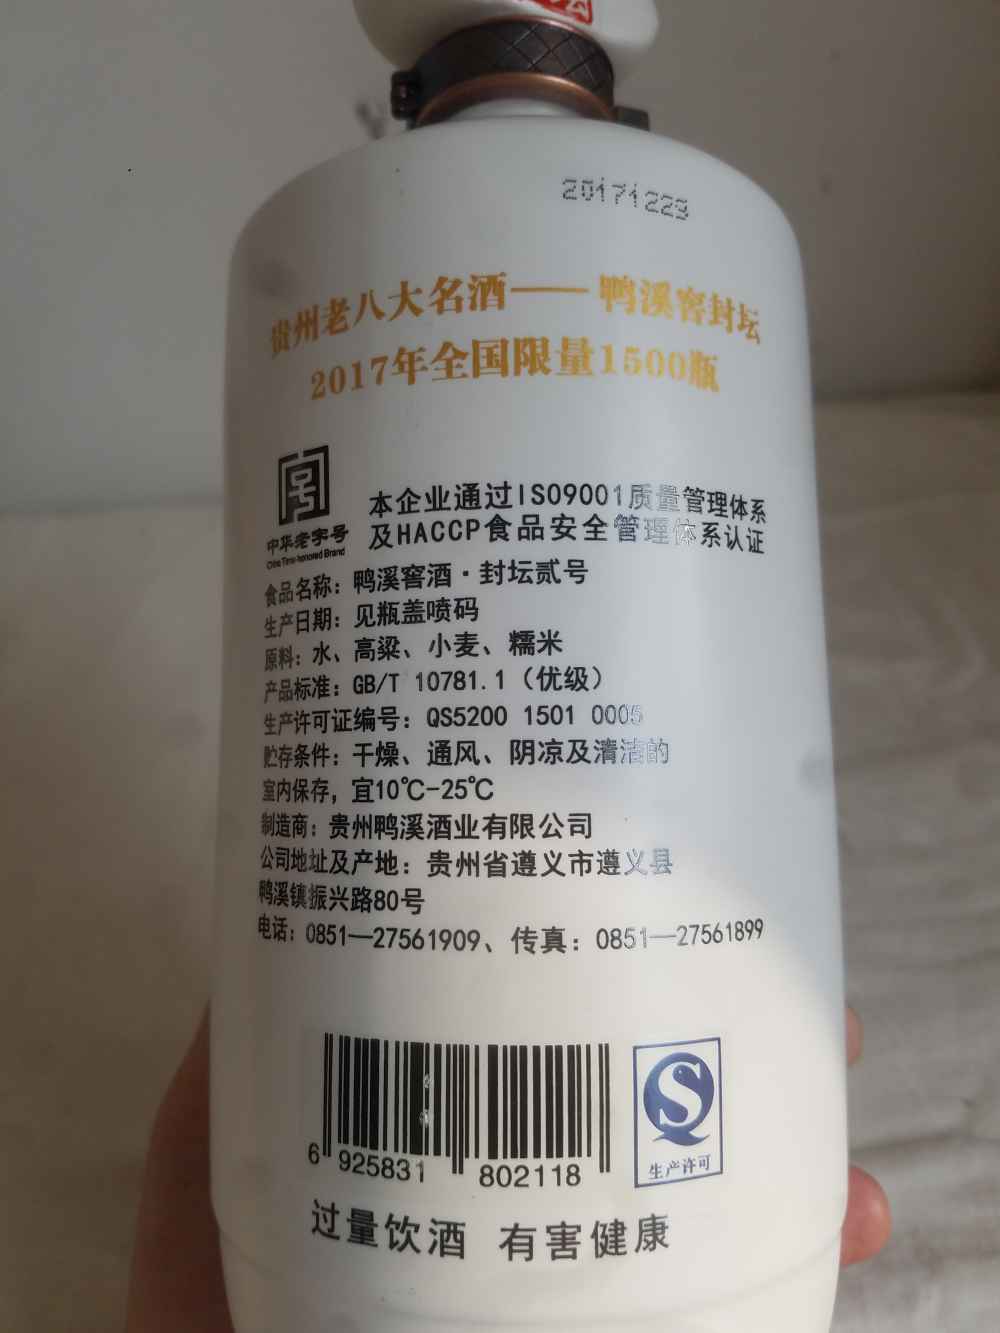 20171229
贵州老八大名酒——鸭溪窖封坛
2017年全国限量1500瓶
中华老字号
China Time-honored Brand
本企业通过ISO9001质量管理体系
及HACCP食品安全管理体系认证
食品名称：鸭溪窖酒·封坛贰号
生产日期：见瓶盖喷码
原料：水、高粱、小麦、糯米
产品标准：GB/T 10781.1（优级）
生产许可证编号：QS5200 1501 0005
贮存条件：干燥、通风、阴凉及清洁的
室内保存，宜10℃-25℃
制造商：贵州鸭溪酒业有限公司
公司地址及产地：贵州省遵义市遵义县
鸭溪镇振兴路80号
电话：0851—27561909、传真：0851—27561899
6 925831 802118
生产许可
过量饮酒 有害健康